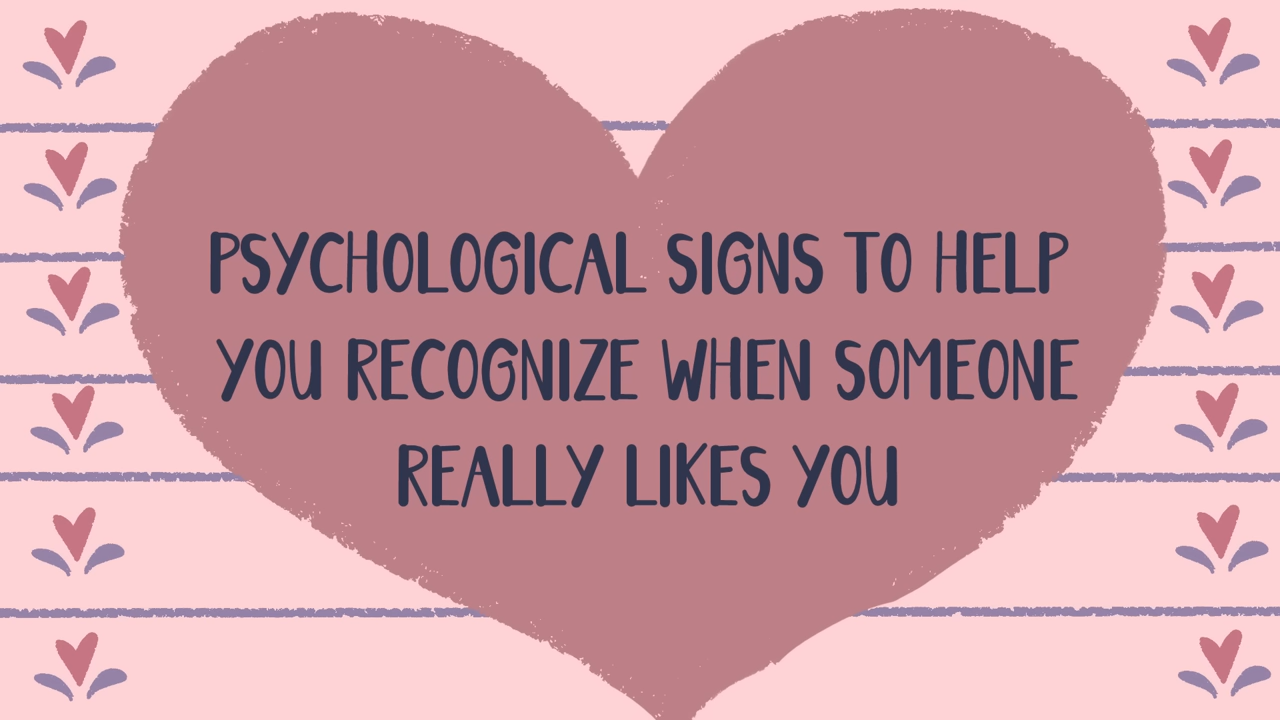 PSYCHOLOGICAL SIGNS TO HELP
YOU RECOGNIZE WHEN SOMEONE
REALLY LIKES YOU